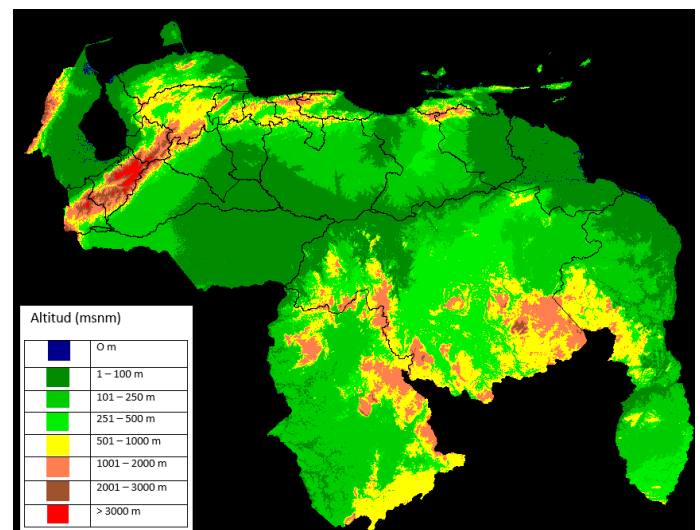 Altitud (msnm)
O m
1 – 100 m
101 – 250 m
251 – 500 m
501 – 1000 m
1001 – 2000 m
2001 – 3000 m
> 3000 m